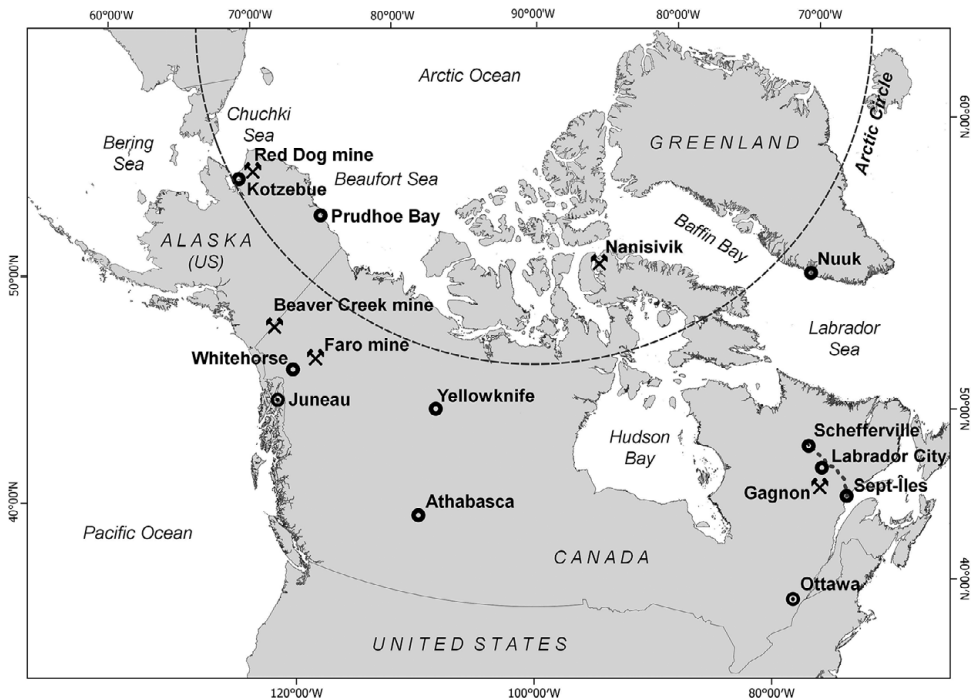 60°00'W 70°00'W 80°00'W 90°00'W 80°00'W 70°00'W
Arctic Ocean
Chuchki
Sea
Bering
Sea
GREENLAND
Arctic Circle
60°00'N
Red Dog mine
Kotzebue
Beaufort Sea
Prudhoe Bay
ALASKA
(US)
Baffin Bay
Nanisivik
Nuuk
50°00'N
Beaver Creek mine
Labrador
Sea
Faro mine
Whitehorse
Juneau
Yellowknife
50°00'N
Schefferville
Hudson
Bay
Labrador City
Gagnon
Sept-Îles
40°00'N
Athabasca
Pacific Ocean
CANADA
Ottawa
40°00'N
UNITED STATES
120°00'W 100°00'W 80°00'W